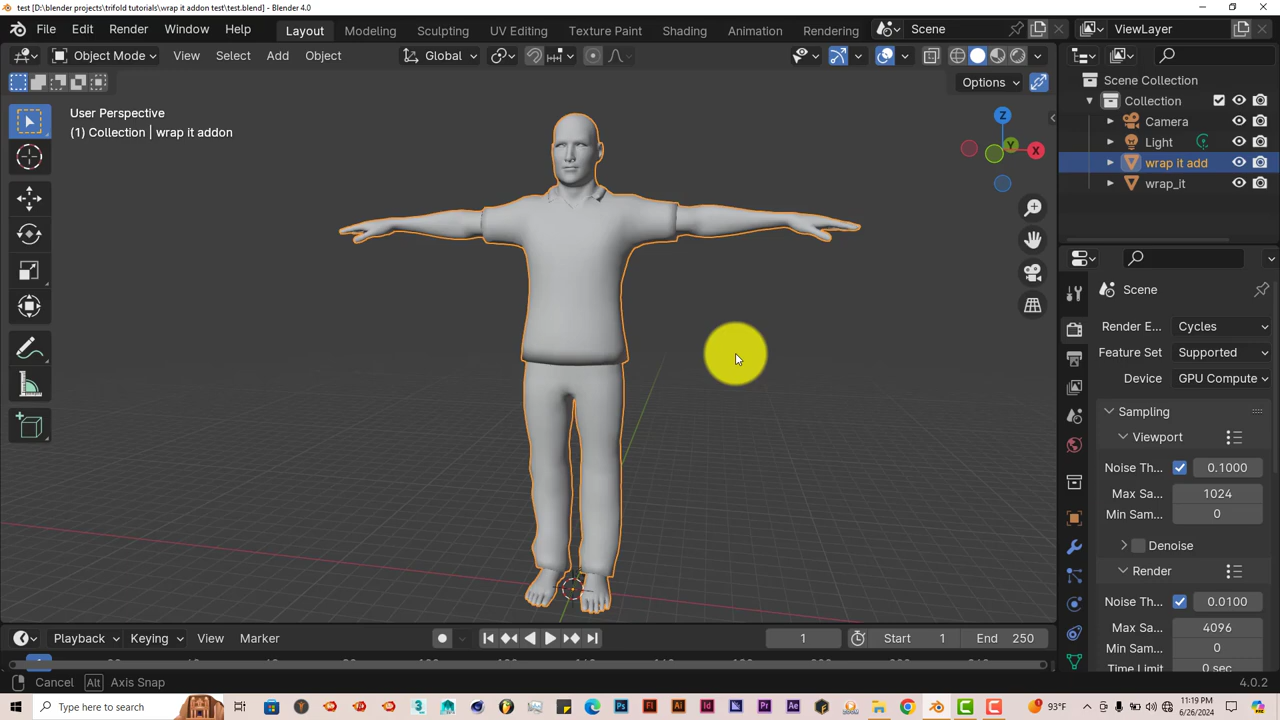 test [D:\blender projects\trifold tutorials\wrap it addon test\test.blend] - Blender 4.0
File Edit Render Window Help Layout Modeling Sculpting UV Editing Texture Paint Shading Animation Rendering Scene ViewLayer
Object Mode View Select Add Object Global
Options
User Perspective
(1) Collection | wrap it addon
Z
Y
X
Scene Collection
Collection
Camera
Light
wrap it add
wrap_it
Scene
Render E... Cycles
Feature Set Supported
Device GPU Compute
Sampling
Viewport
Noise Th... 0.1000
Max Sa... 1024
Min Sam... 0
Denoise
Render
Noise Th... 0.0100
Max Sa... 4096
Min Sam... 0
Time Limit 0 sec
Playback Keying View Marker 1 Start 1 End 250
Cancel Alt Axis Snap 4.0.2
Type here to search
93°F
11:19 PM
6/26/2024